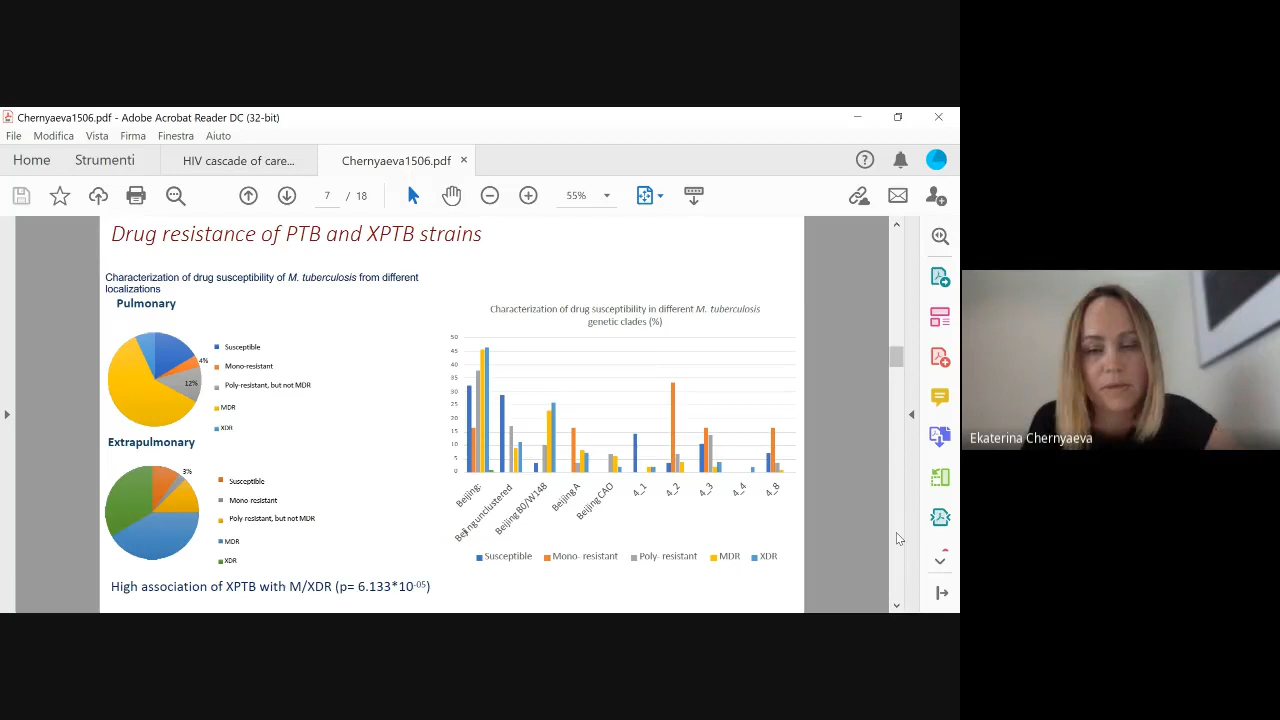 Chernyaeva1506.pdf - Adobe Acrobat Reader DC (32-bit)
File Modifica Vista Firma Finestra Aiuto
Home Strumenti HIV cascade of care... Chernyaeva1506.pdf ×
7 / 18 55%
Drug resistance of PTB and XPTB strains
Characterization of drug susceptibility of M. tuberculosis from different
localizations
Pulmonary
4%
12%
Susceptible
Mono-resistant
Poly-resistant, but not MDR
MDR
XDR
Extrapulmonary
3%
Susceptible
Mono-resistant
Poly-resistant, but not MDR
MDR
XDR
High association of XPTB with M/XDR (p= 6.133*10-05)
Characterization of drug susceptibility in different M. tuberculosis
genetic clades (%)
50
45
40
35
30
25
20
15
10
5
0
Beijing:
Beijing unclustered
Beijing B0/W148
Beijing A
Beijing CAO
4_1
4_2
4_3
4_4
4_8
Susceptible Mono- resistant Poly- resistant MDR XDR
Ekaterina Chernyaeva